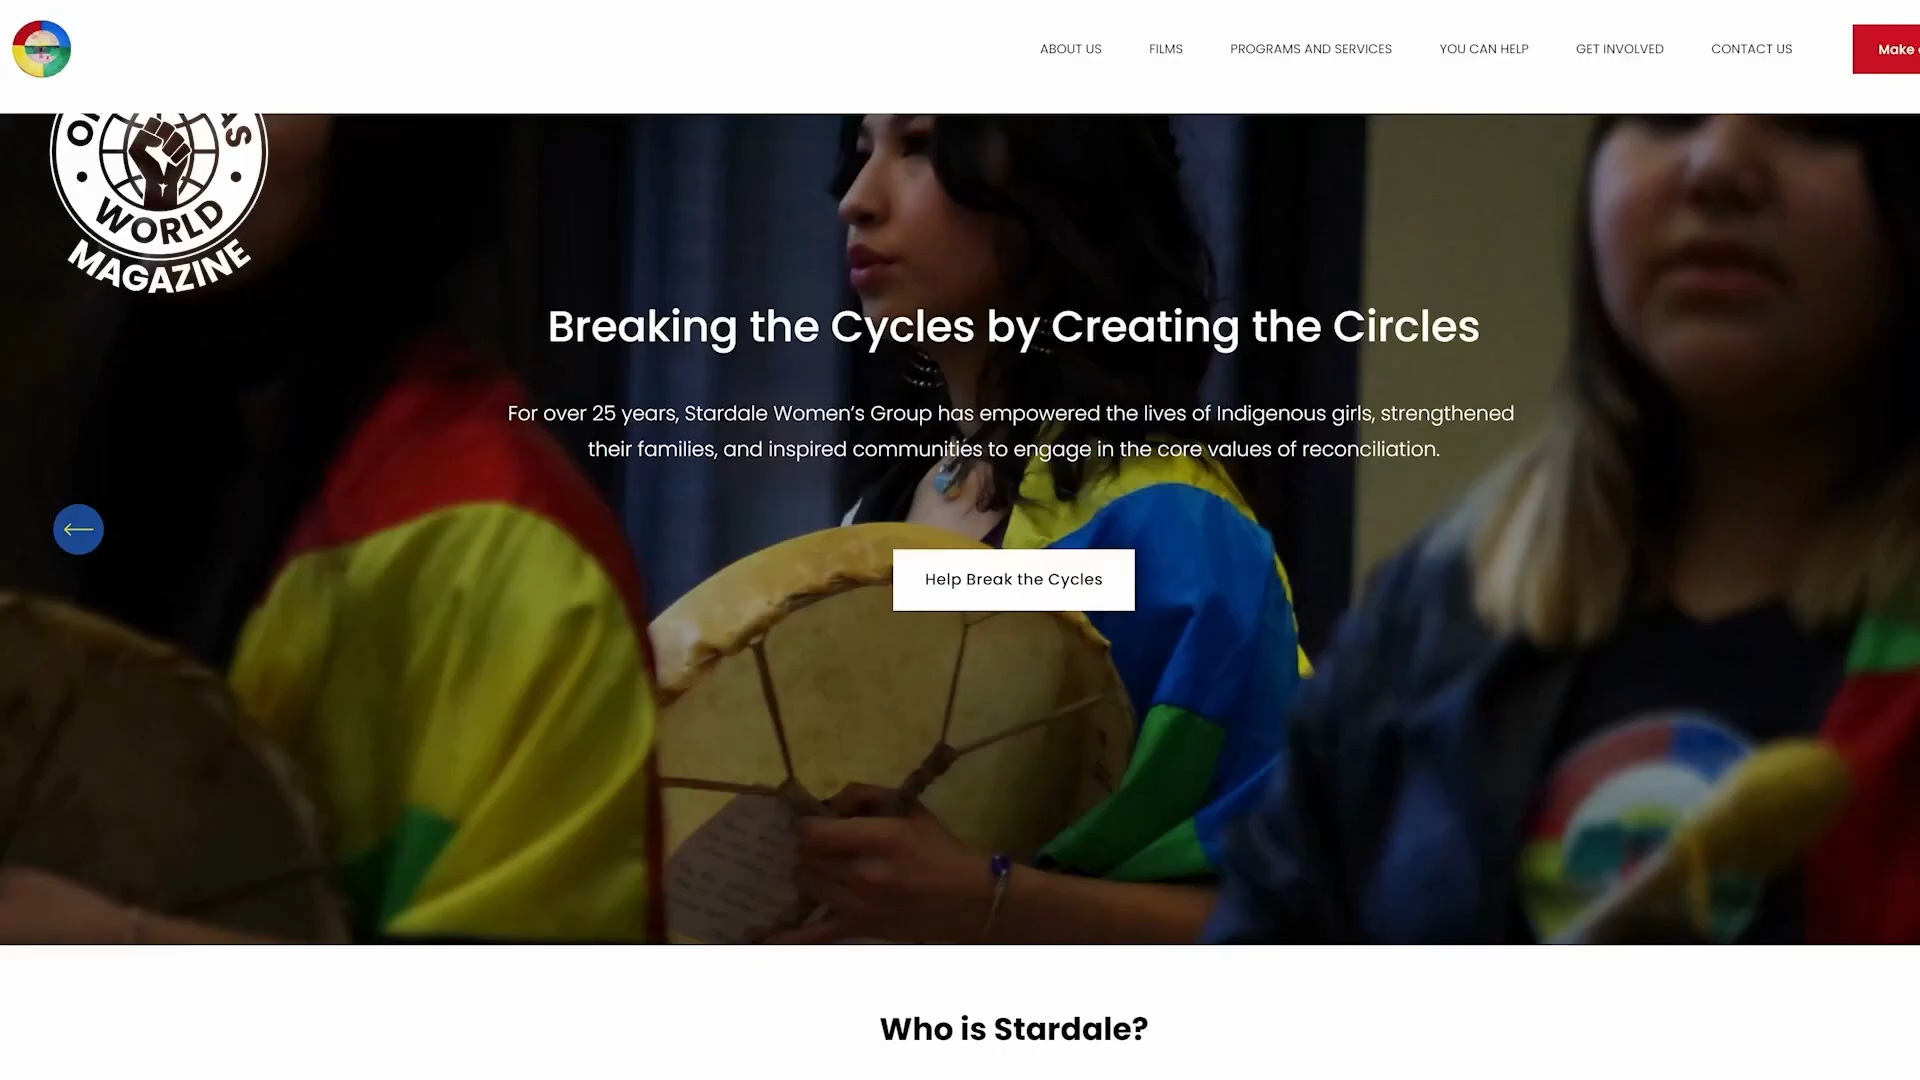 ABOUT US FILMS PROGRAMS AND SERVICES YOU CAN HELP GET INVOLVED CONTACT US Make
WORLD
MAGAZINE
Breaking the Cycles by Creating the Circles
For over 25 years, Stardale Women’s Group has empowered the lives of Indigenous girls, strengthened
their families, and inspired communities to engage in the core values of reconciliation.
Help Break the Cycles
Who is Stardale?